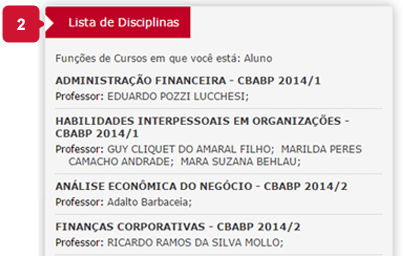 2
Lista de Disciplinas
Funções de Cursos em que você está: Aluno
ADMINISTRAÇÃO FINANCEIRA - CBABP 2014/1
Professor: EDUARDO POZZI LUCCHESI;
HABILIDADES INTERPESSOAIS EM ORGANIZAÇÕES -
CBABP 2014/1
Professor: GUY CLIQUET DO AMARAL FILHO; MARILDA PERES
CAMACHO ANDRADE; MARA SUZANA BEHLAU;
ANÁLISE ECONÔMICA DO NEGÓCIO - CBABP 2014/2
Professor: Adalto Barbaceia;
FINANÇAS CORPORATIVAS - CBABP 2014/2
Professor: RICARDO RAMOS DA SILVA MOLLO;